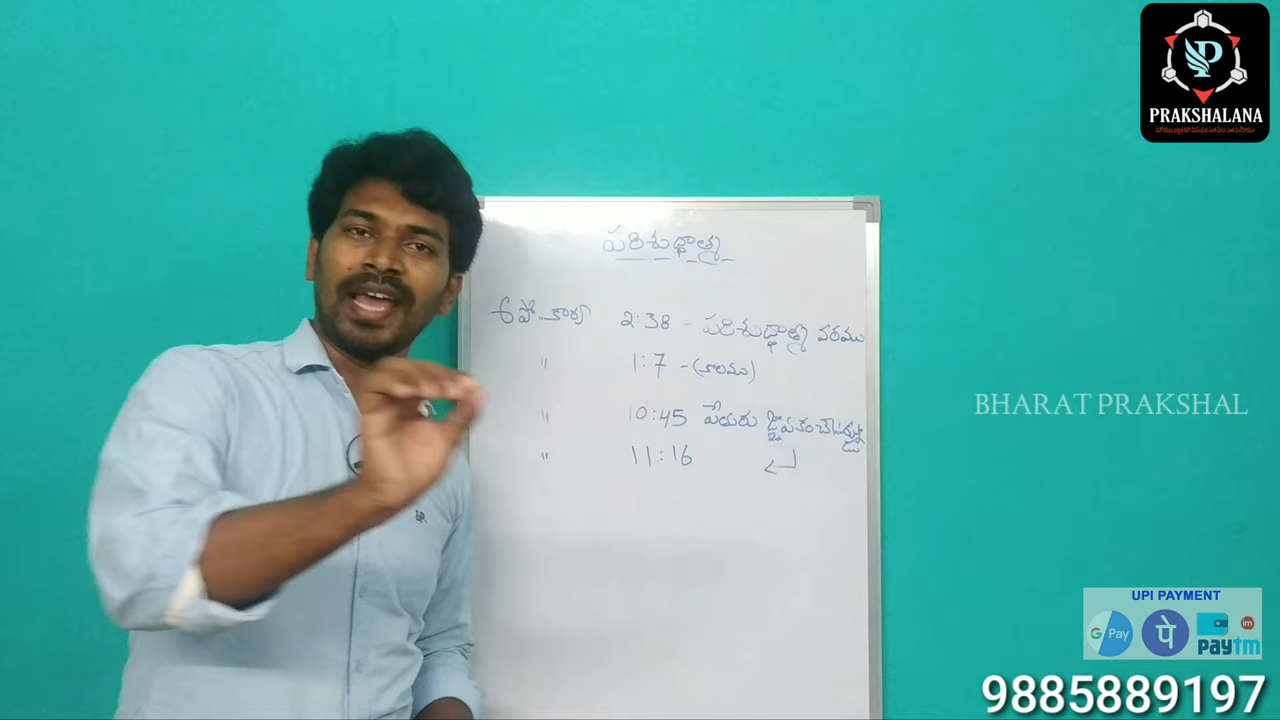 PRAKSHALANA
పరిశుద్ధాత్మ
అపో..కార్య 2:38 - పరిశుద్ధాత్మ వరము
" 1:7 - (కాలము)
" 10:45 పేతురు జ్ఞాపకంచేసికొన్నాడు
" 11:16 ↵
BHARAT PRAKSHAL
UPI PAYMENT
G Pay पे im paytm
9885889197